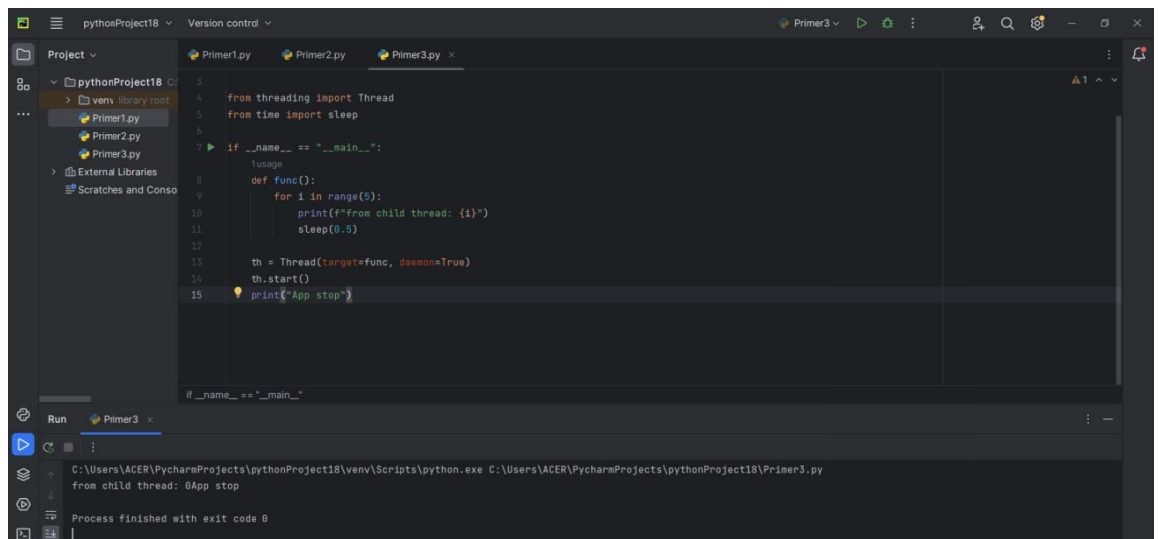 pythonProject18 Version control Primer3
Project Primer1.py Primer2.py Primer3.py
pythonProject18 C:\
venv library root
Primer1.py
Primer2.py
Primer3.py
External Libraries
Scratches and Conso
1
3
4 from threading import Thread
5 from time import sleep
6
7 if __name__ == "__main__":
1 usage
8 def func():
9 for i in range(5):
10 print(f"from child thread: {i}")
11 sleep(0.5)
12
13 th = Thread(target=func, daemon=True)
14 th.start()
15 print("App stop")
if __name__ == "__main__"
Run Primer3
C:\Users\ACER\PycharmProjects\pythonProject18\venv\Scripts\python.exe C:\Users\ACER\PycharmProjects\pythonProject18\Primer3.py
from child thread: 0App stop
Process finished with exit code 0